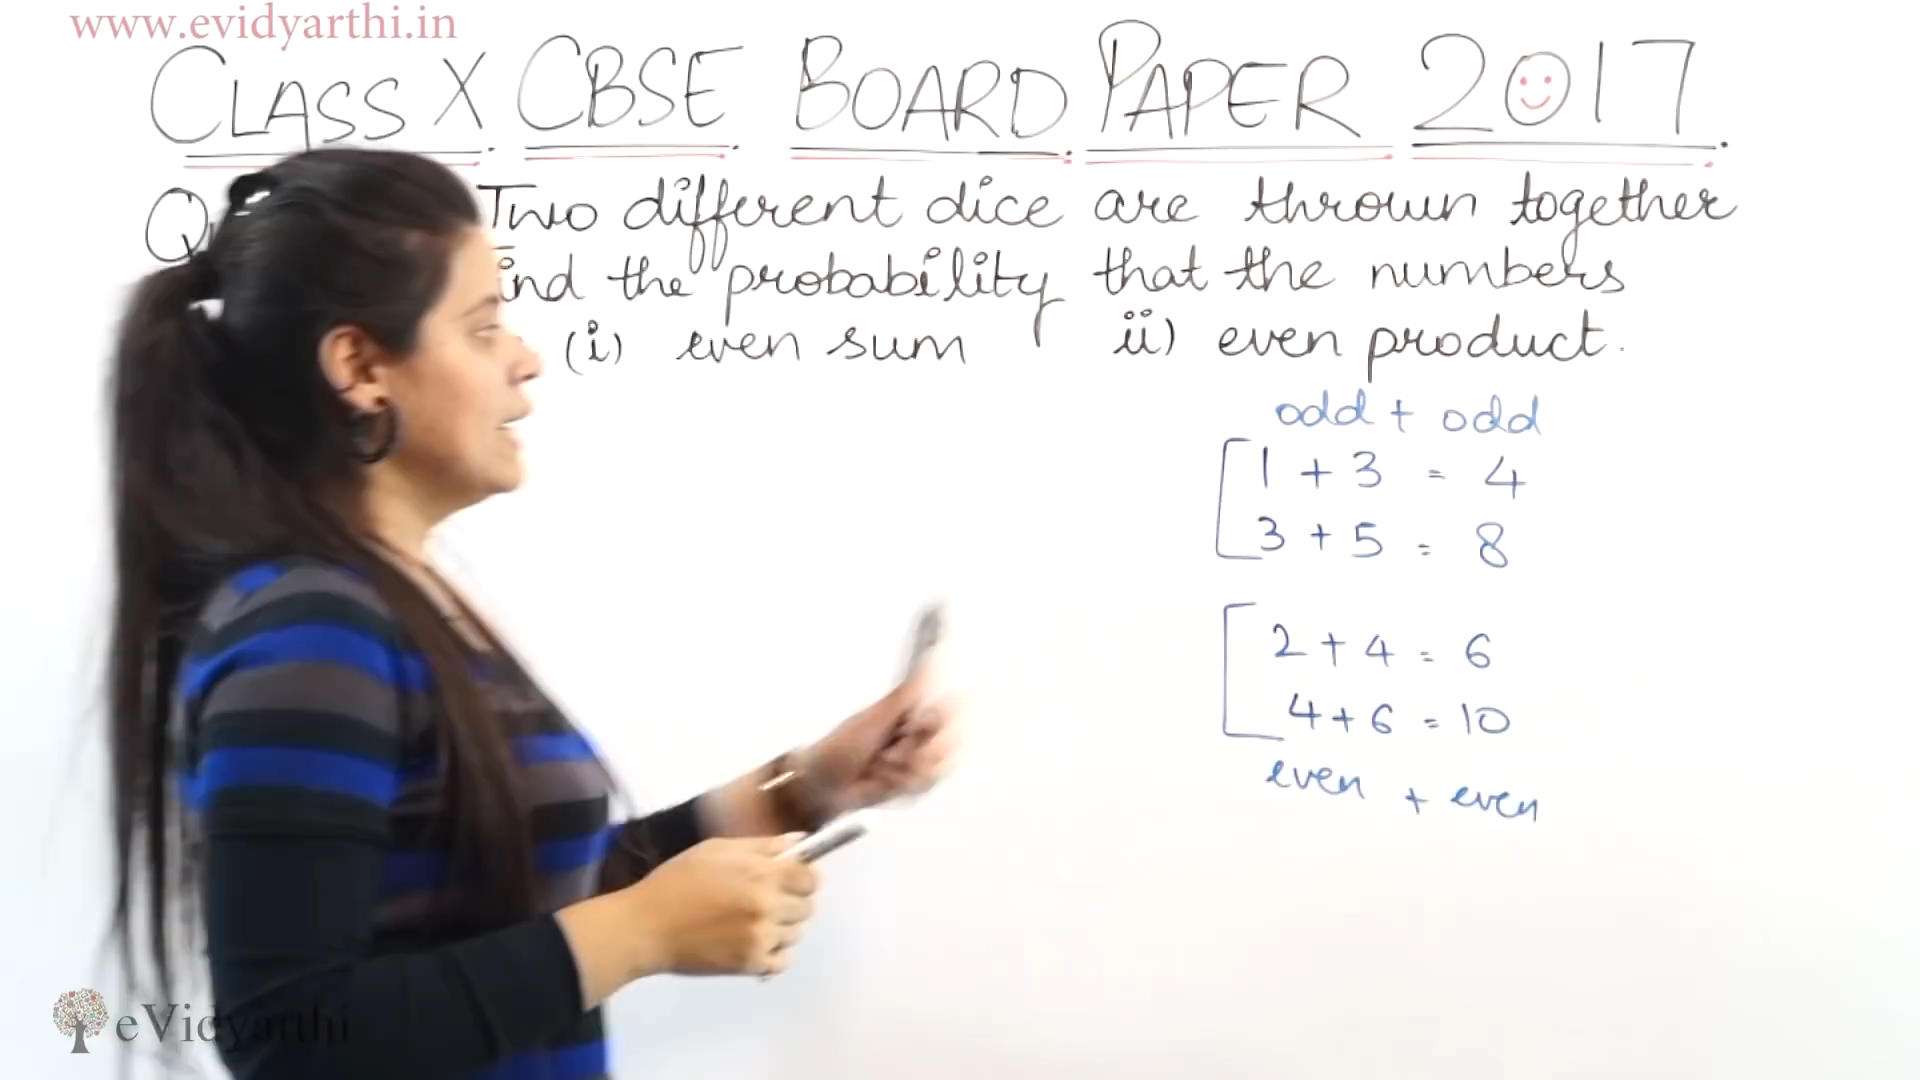 www.evidyarthi.in
CLASS X CBSE BOARD PAPER 2017
Two different dice are thrown together
the probability that the numbers
(i) even sum ii) even product.
odd + odd
1 + 3 = 4
3 + 5 = 8
2 + 4 = 6
4 + 6 = 10
even + even
eVidyarthi